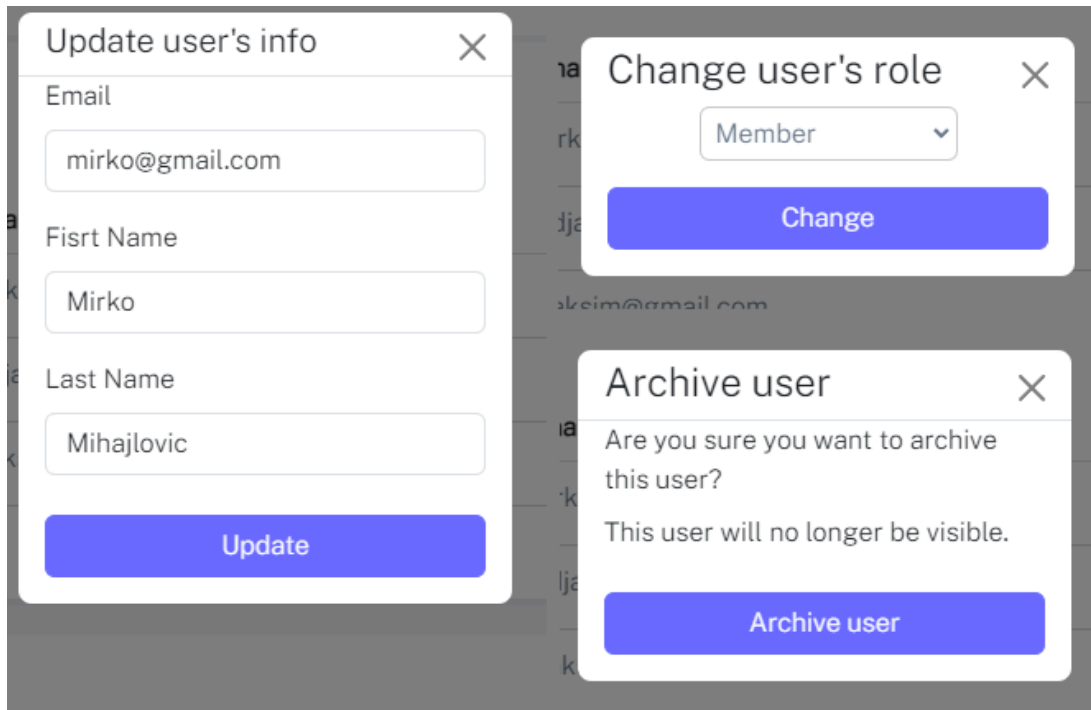 Update user's info
Email
mirko@gmail.com
Fisrt Name
Mirko
Last Name
Mihajlovic
Update
Change user's role
Member
Change
Archive user
Are you sure you want to archive
this user?
This user will no longer be visible.
Archive user